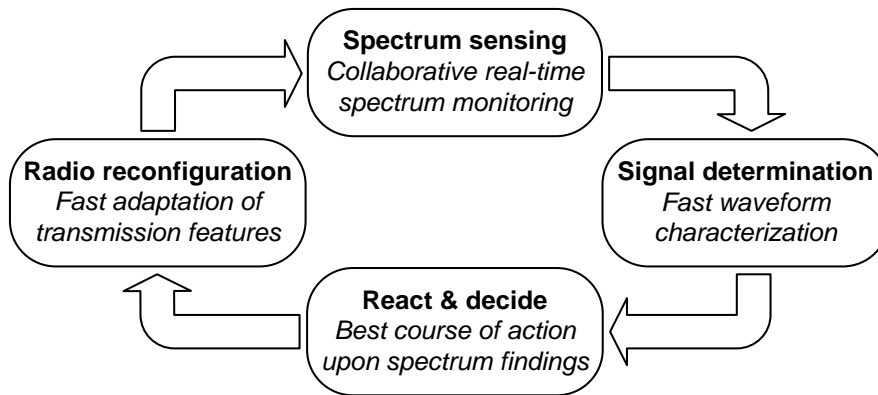 Spectrum sensing
Collaborative real-time
spectrum monitoring
Radio reconfiguration
Fast adaptation of
transmission features
Signal determination
Fast waveform
characterization
React & decide
Best course of action
upon spectrum findings